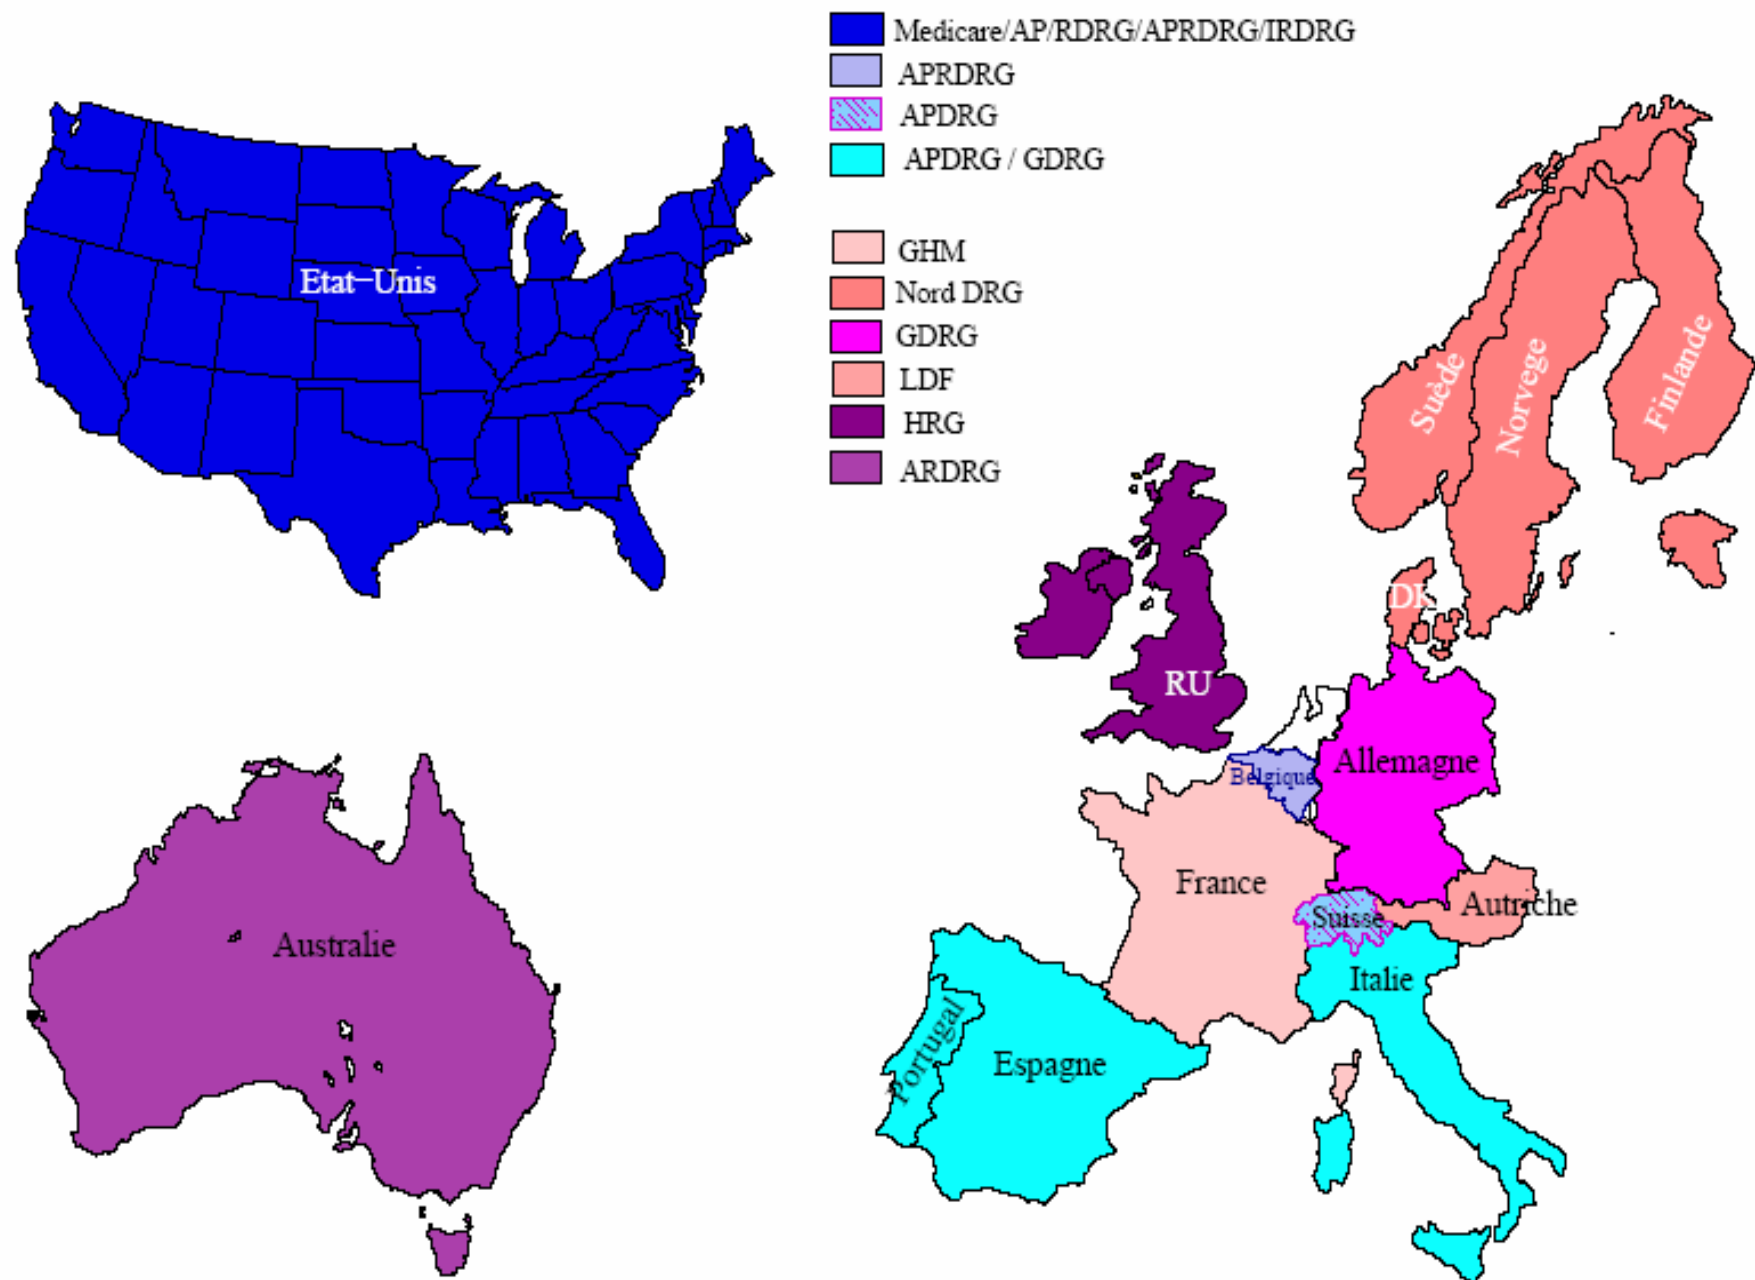 Medicare/AP/RDRG/APRDRG/IRDRG
APRDRG
APDRG
APDRG / GDRG
GHM
Nord DRG
GDRG
LDF
HRG
ARDRG
Etat-Unis
Suède
Norvege
Finlande
DK
RU
Belgique
Allemagne
France
Suisse
Autriche
Italie
Portugal
Espagne
Australie